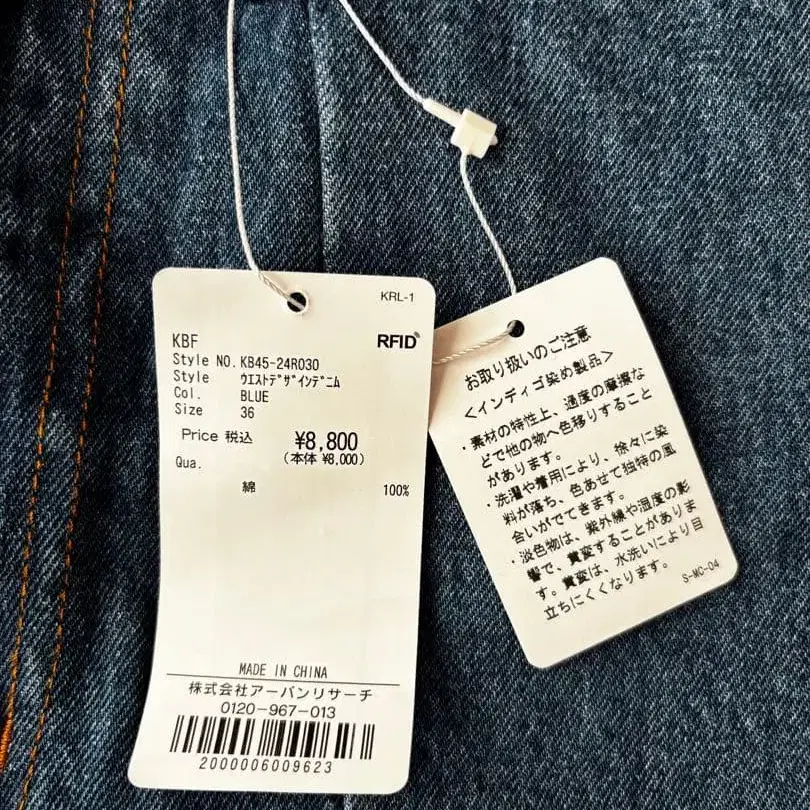 KRL-1
KBF
RFID
Style NO. KB45-24R030
Style ｳｴｽﾄﾃﾞｻﾞｲﾝﾃﾞﾆﾑ
Col. BLUE
Size 36
Price 税込 ¥8,800
(本体 ¥8,000)
Qua.
綿 100%
MADE IN CHINA
株式会社アーバンリサーチ
0120-967-013
2000006009623
お取り扱いのご注意
<インディゴ染め製品>
・素材の特性上、過度の摩擦な
どで他の物へ色移りすること
があります。
・洗濯や着用により、徐々に染
料が落ち、色あせて独特の風
合いがでてきます。
・淡色物は、紫外線や湿度の影
響で、黄変することがありま
す。黄変は、水洗いにより目
立ちにくくなります。
S-MC-04